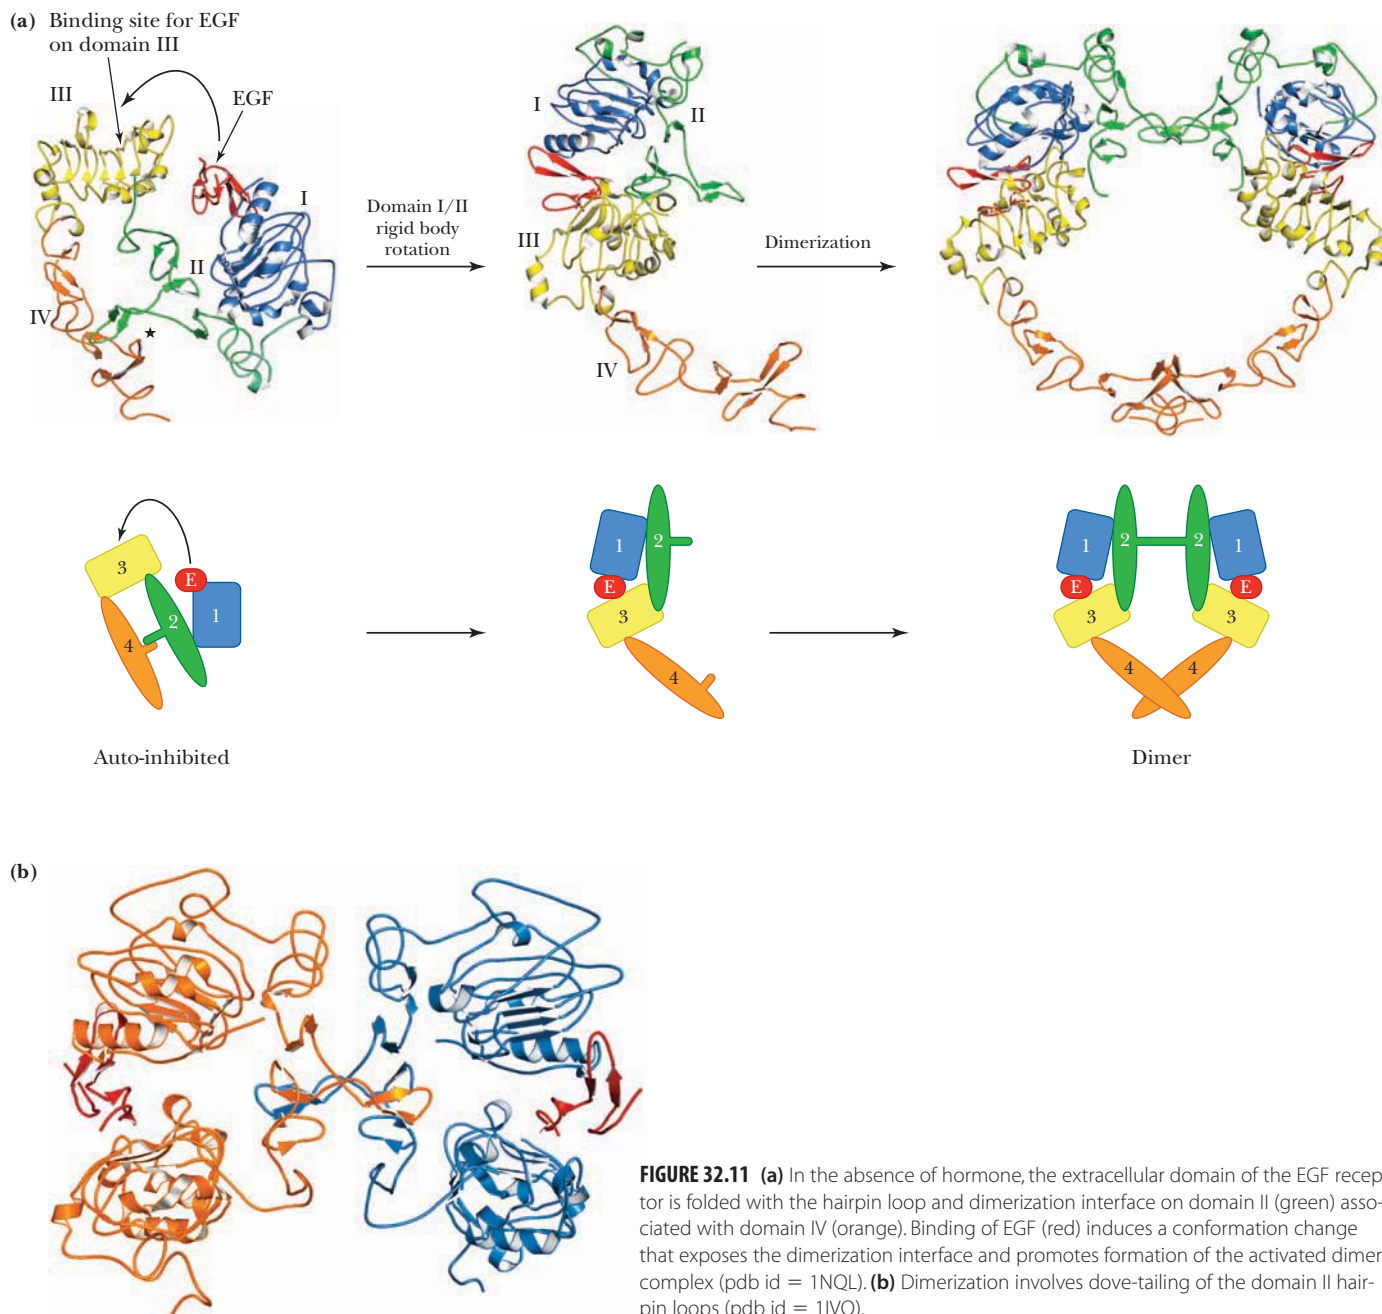 (a) Binding site for EGF
on domain III
III
EGF
I
II
IV
★
Domain I/II
rigid body
rotation
I
II
III
IV
Dimerization
3
E
1
2
4
Auto-inhibited
1
2
E
3
4
1
2
2
1
E
E
3
3
4
4
Dimer
(b)
FIGURE 32.11 (a) In the absence of hormone, the extracellular domain of the EGF recep
tor is folded with the hairpin loop and dimerization interface on domain II (green) asso-
ciated with domain IV (orange). Binding of EGF (red) induces a conformation change
that exposes the dimerization interface and promotes formation of the activated dimer
complex (pdb id = 1NQL). (b) Dimerization involves dove-tailing of the domain II hair-
pin loops (pdb id = 1IVO).